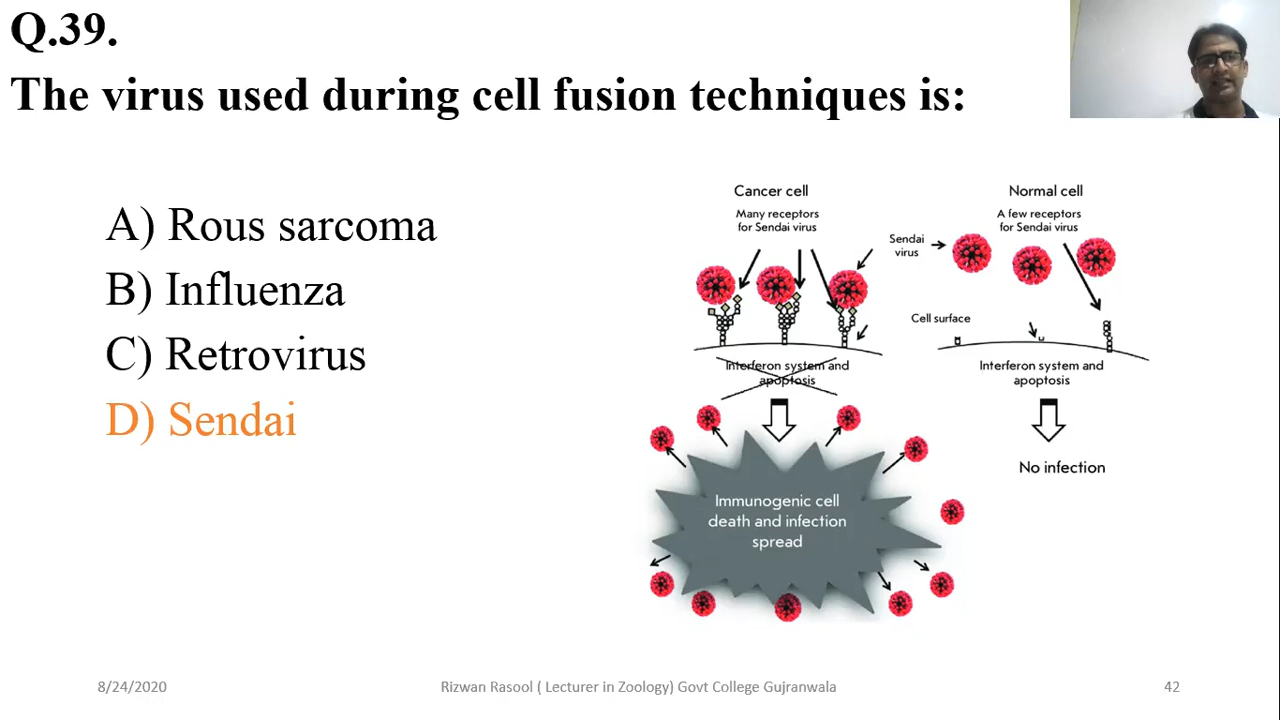 Q.39.
The virus used during cell fusion techniques is:
A) Rous sarcoma
B) Influenza
C) Retrovirus
D) Sendai
Cancer cell
Many receptors
for Sendai virus
Normal cell
A few receptors
for Sendai virus
Sendai
virus
Cell surface
Interferon system and
apoptosis
Interferon system and
apoptosis
No infection
Immunogenic cell
death and infection
spread
8/24/2020
Rizwan Rasool ( Lecturer in Zoology) Govt College Gujranwala
42